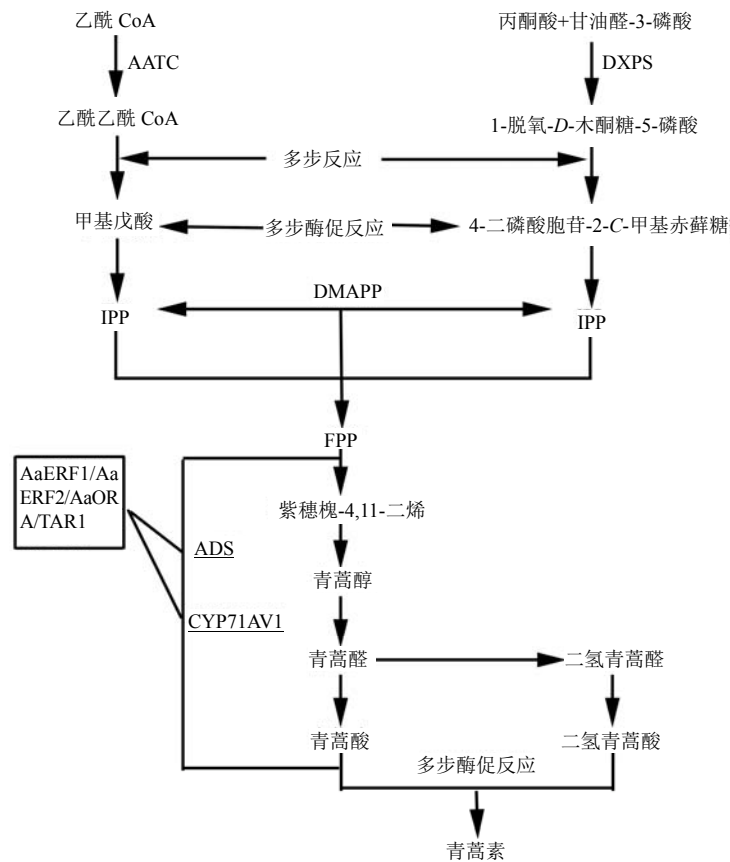 乙酰 CoA
丙酮酸+甘油醛-3-磷酸
AATC
DXPS
乙酰乙酰 CoA
1-脱氧-D-木酮糖-5-磷酸
多步反应
甲基戊酸
多步酶促反应
4-二磷酸胞苷-2-C-甲基赤藓糖
DMAPP
IPP
IPP
FPP
AaERF1/Aa
ERF2/AaOR
A/TAR1
紫穗槐-4,11-二烯
ADS
青蒿醇
CYP71AV1
青蒿醛
二氢青蒿醛
青蒿酸
二氢青蒿酸
多步酶促反应
青蒿素